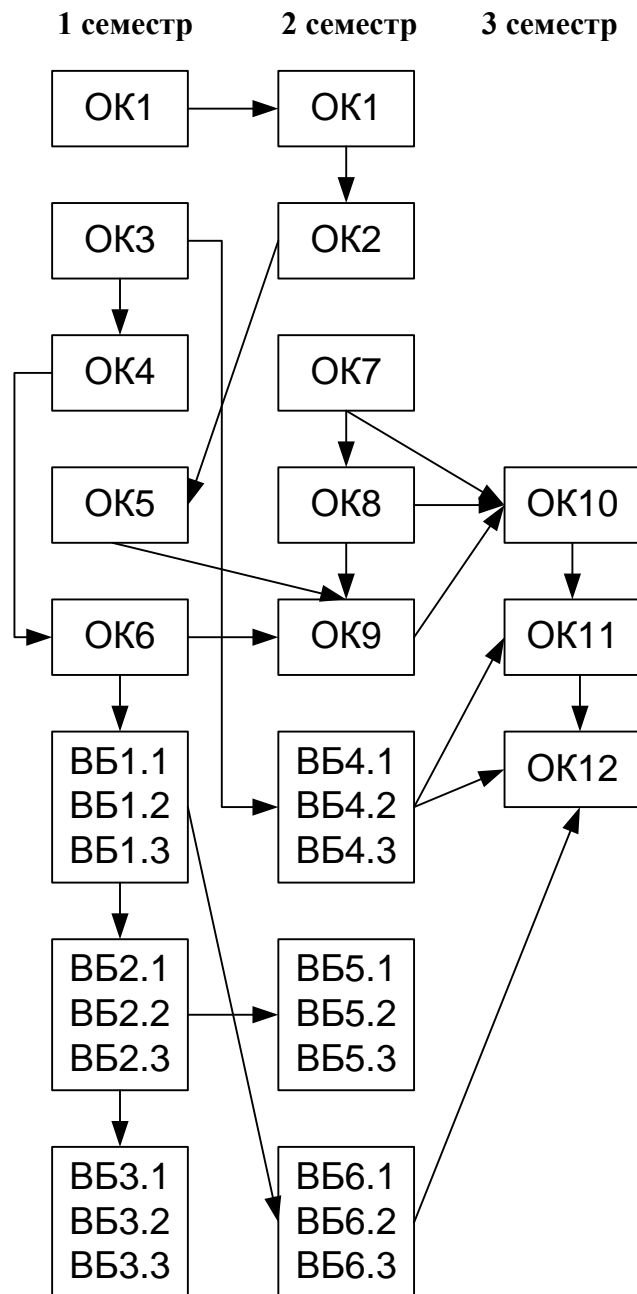 1 семестр 2 семестр 3 семестр
ОК1 ОК1
ОК3 ОК2
ОК4 ОК7
ОК5 ОК8 ОК10
ОК6 ОК9 ОК11
ВБ1.1 ВБ4.1 ОК12
ВБ1.2 ВБ4.2
ВБ1.3 ВБ4.3
ВБ2.1 ВБ5.1
ВБ2.2 ВБ5.2
ВБ2.3 ВБ5.3
ВБ3.1 ВБ6.1
ВБ3.2 ВБ6.2
ВБ3.3 ВБ6.3